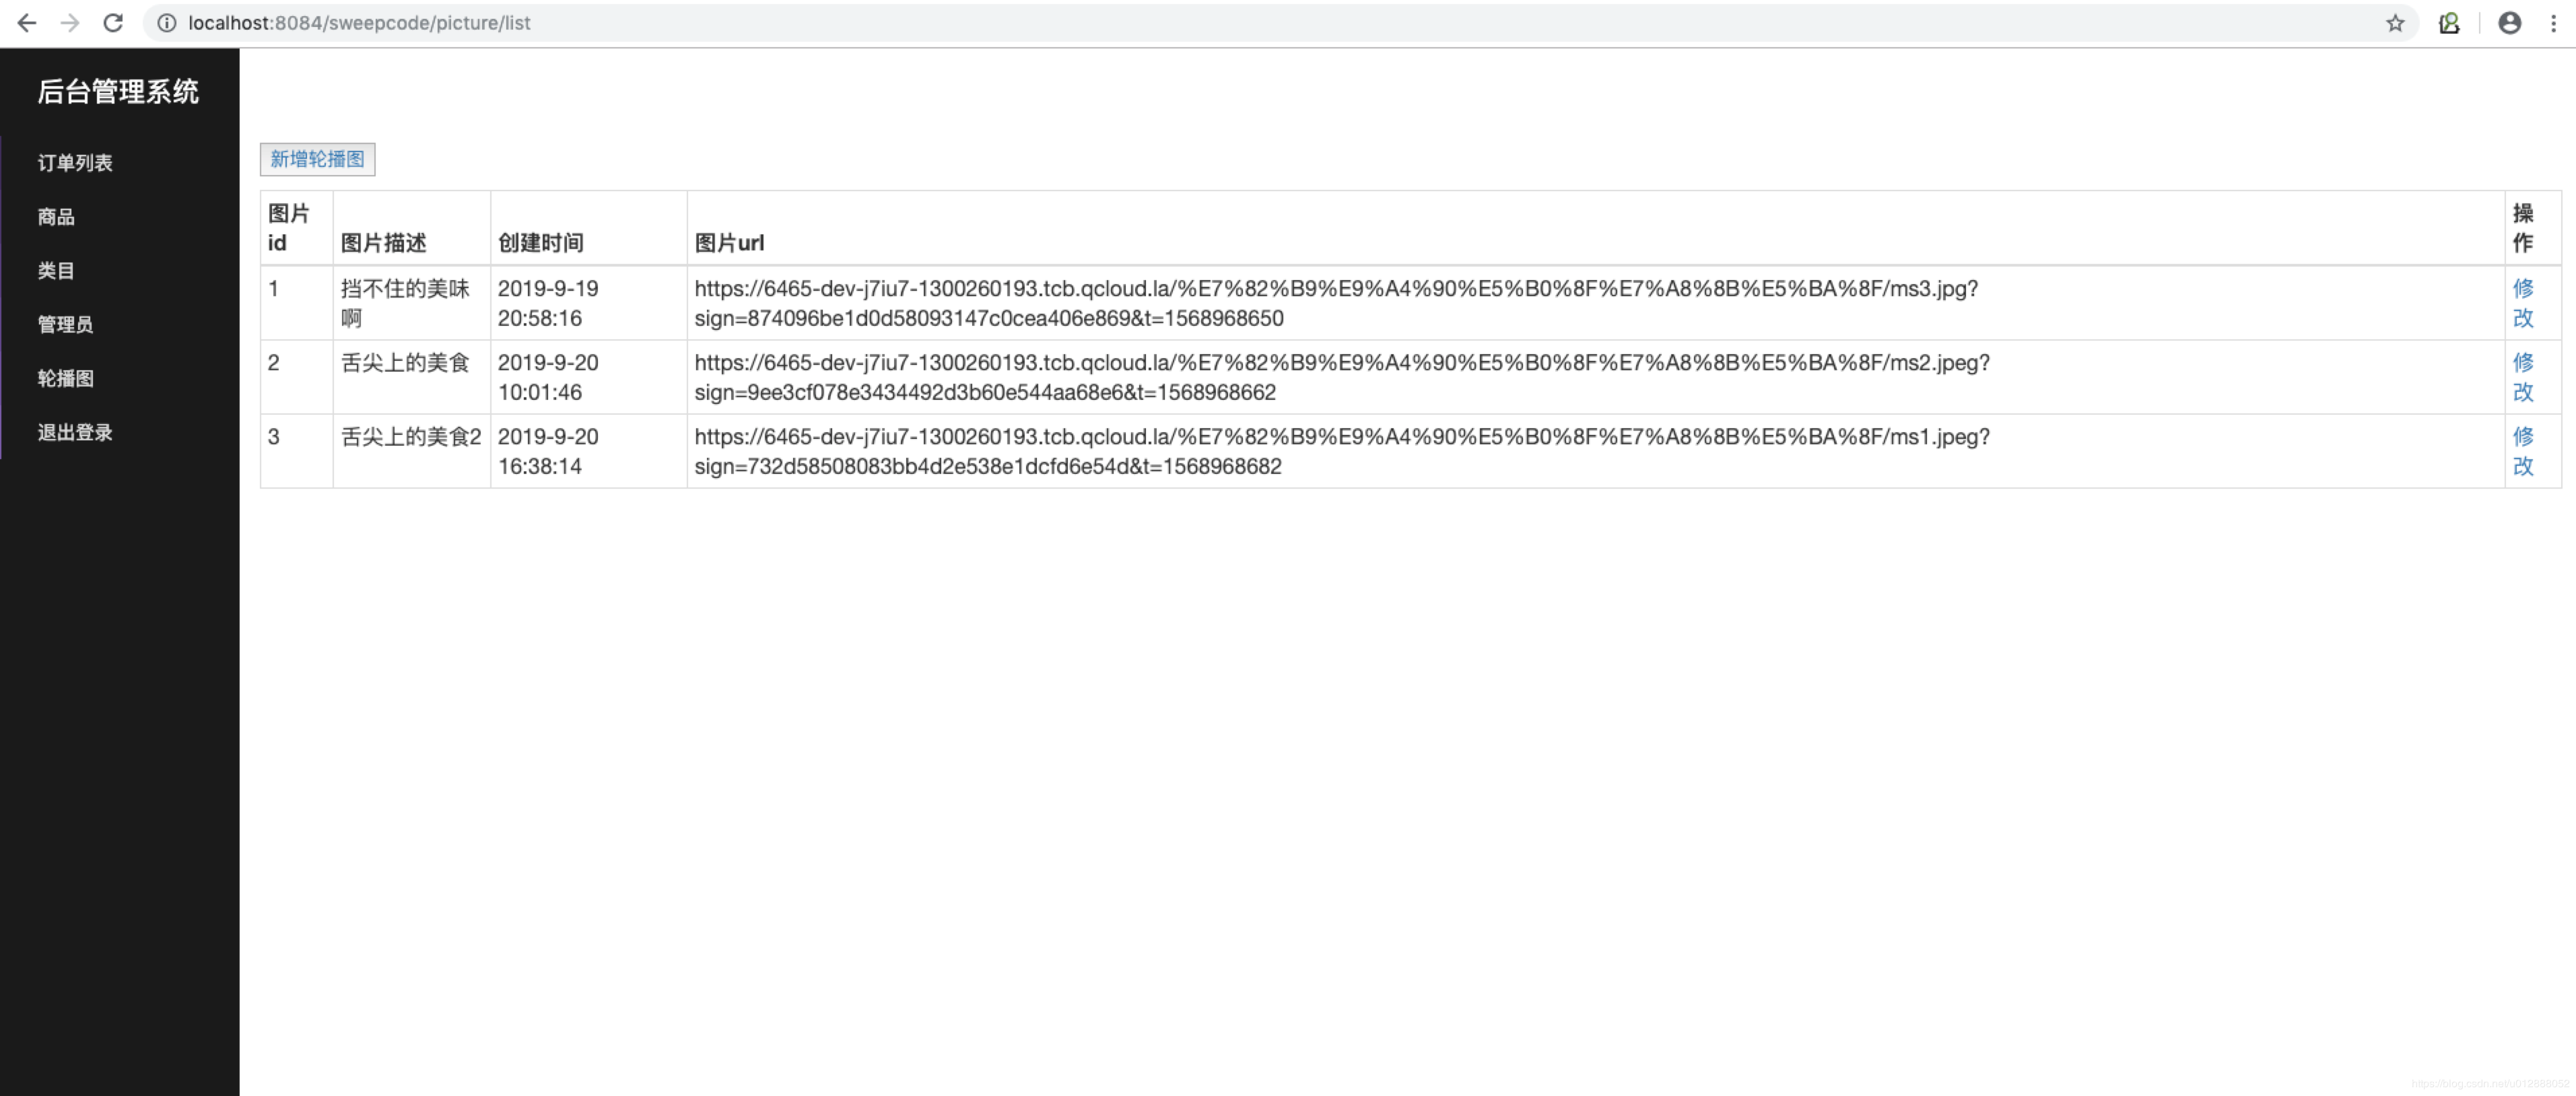 localhost:8084/sweepcode/picture/list
后台管理系统
订单列表
商品
类目
管理员
轮播图
退出登录
新增轮播图
图片
id
图片描述
创建时间
图片url
操
作
1
挡不住的美味
啊
2019-9-19
20:58:16
https://6465-dev-j7iu7-1300260193.tcb.qcloud.la/%E7%82%B9%E9%A4%90%E5%B0%8F%E7%A8%8B%E5%BA%8F/ms3.jpg?
sign=874096be1d0d58093147c0cea406e869&t=1568968650
修
改
2
舌尖上的美食
2019-9-20
10:01:46
https://6465-dev-j7iu7-1300260193.tcb.qcloud.la/%E7%82%B9%E9%A4%90%E5%B0%8F%E7%A8%8B%E5%BA%8F/ms2.jpeg?
sign=9ee3cf078e3434492d3b60e544aa68e6&t=1568968662
修
改
3
舌尖上的美食2
2019-9-20
16:38:14
https://6465-dev-j7iu7-1300260193.tcb.qcloud.la/%E7%82%B9%E9%A4%90%E5%B0%8F%E7%A8%8B%E5%BA%8F/ms1.jpeg?
sign=732d58508083bb4d2e538e1dcfd6e54d&t=1568968682
修
改